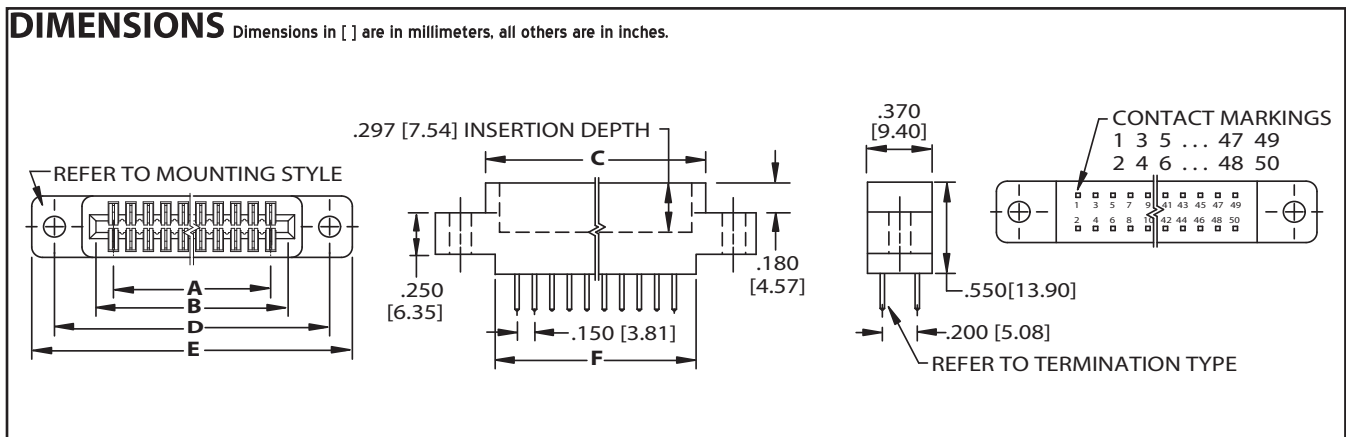 DIMENSIONS Dimensions in [ ] are in millimeters, all others are in inches.
REFER TO MOUNTING STYLE
A
B
D
E
.297 [7.54] INSERTION DEPTH
C
.250
[6.35]
.180
[4.57]
.150 [3.81]
F
.370
[9.40]
.550[13.90]
.200 [5.08]
REFER TO TERMINATION TYPE
CONTACT MARKINGS
1 3 5 ... 47 49
2 4 6 ... 48 50
1 3 5 7 9 41 43 45 47 49
2 4 6 8 10 42 44 46 48 50